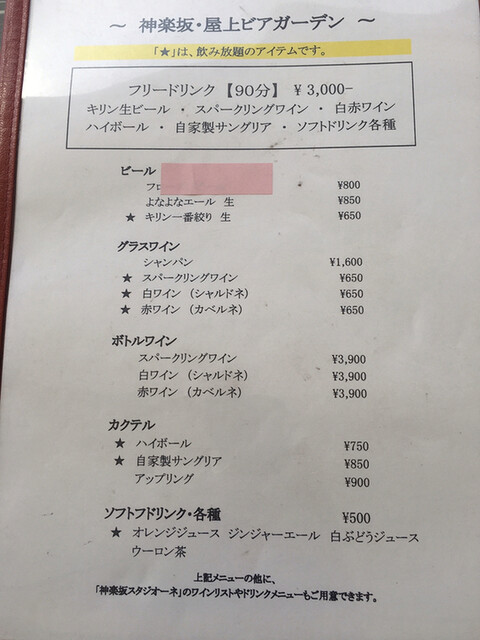 ～ 神楽坂・屋上ビアガーデン ～
「★」は、飲み放題のアイテムです。
フリードリンク 【90分】 ¥3,000-
キリン生ビール ・ スパークリングワイン ・ 白赤ワイン
ハイボール ・ 自家製サングリア ・ ソフトドリンク各種
ビール
¥800
よなよなエール 生 ¥850
★ キリン一番絞り 生 ¥650
グラスワイン
シャンパン ¥1,600
★ スパークリングワイン ¥650
★ 白ワイン （シャルドネ） ¥650
★ 赤ワイン （カベルネ） ¥650
ボトルワイン
スパークリングワイン ¥3,900
白ワイン （シャルドネ） ¥3,900
赤ワイン （カベルネ） ¥3,900
カクテル
★ ハイボール ¥750
★ 自家製サングリア ¥850
アップリング ¥900
ソフトフドリンク・各種 ¥500
★ オレンジジュース ジンジャーエール 白ぶどうジュース
ウーロン茶
上記メニューの他に、
「神楽坂スタジオーネ」のワインリストやドリンクメニューもご用意できます。